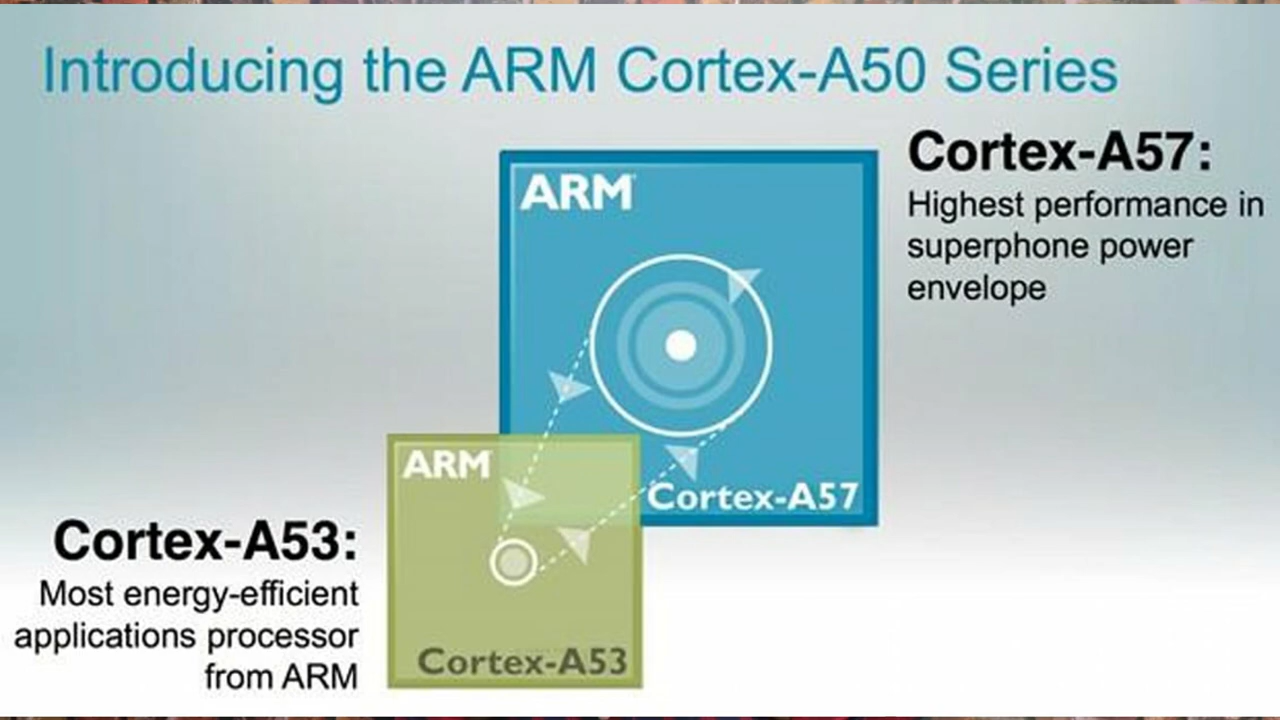 Introducing the ARM Cortex-A50 Series
Cortex-A57:
Highest performance in
superphone power
envelope
ARM
Cortex-A57
ARM
Cortex-A53
Cortex-A53:
Most energy-efficient
applications processor
from ARM